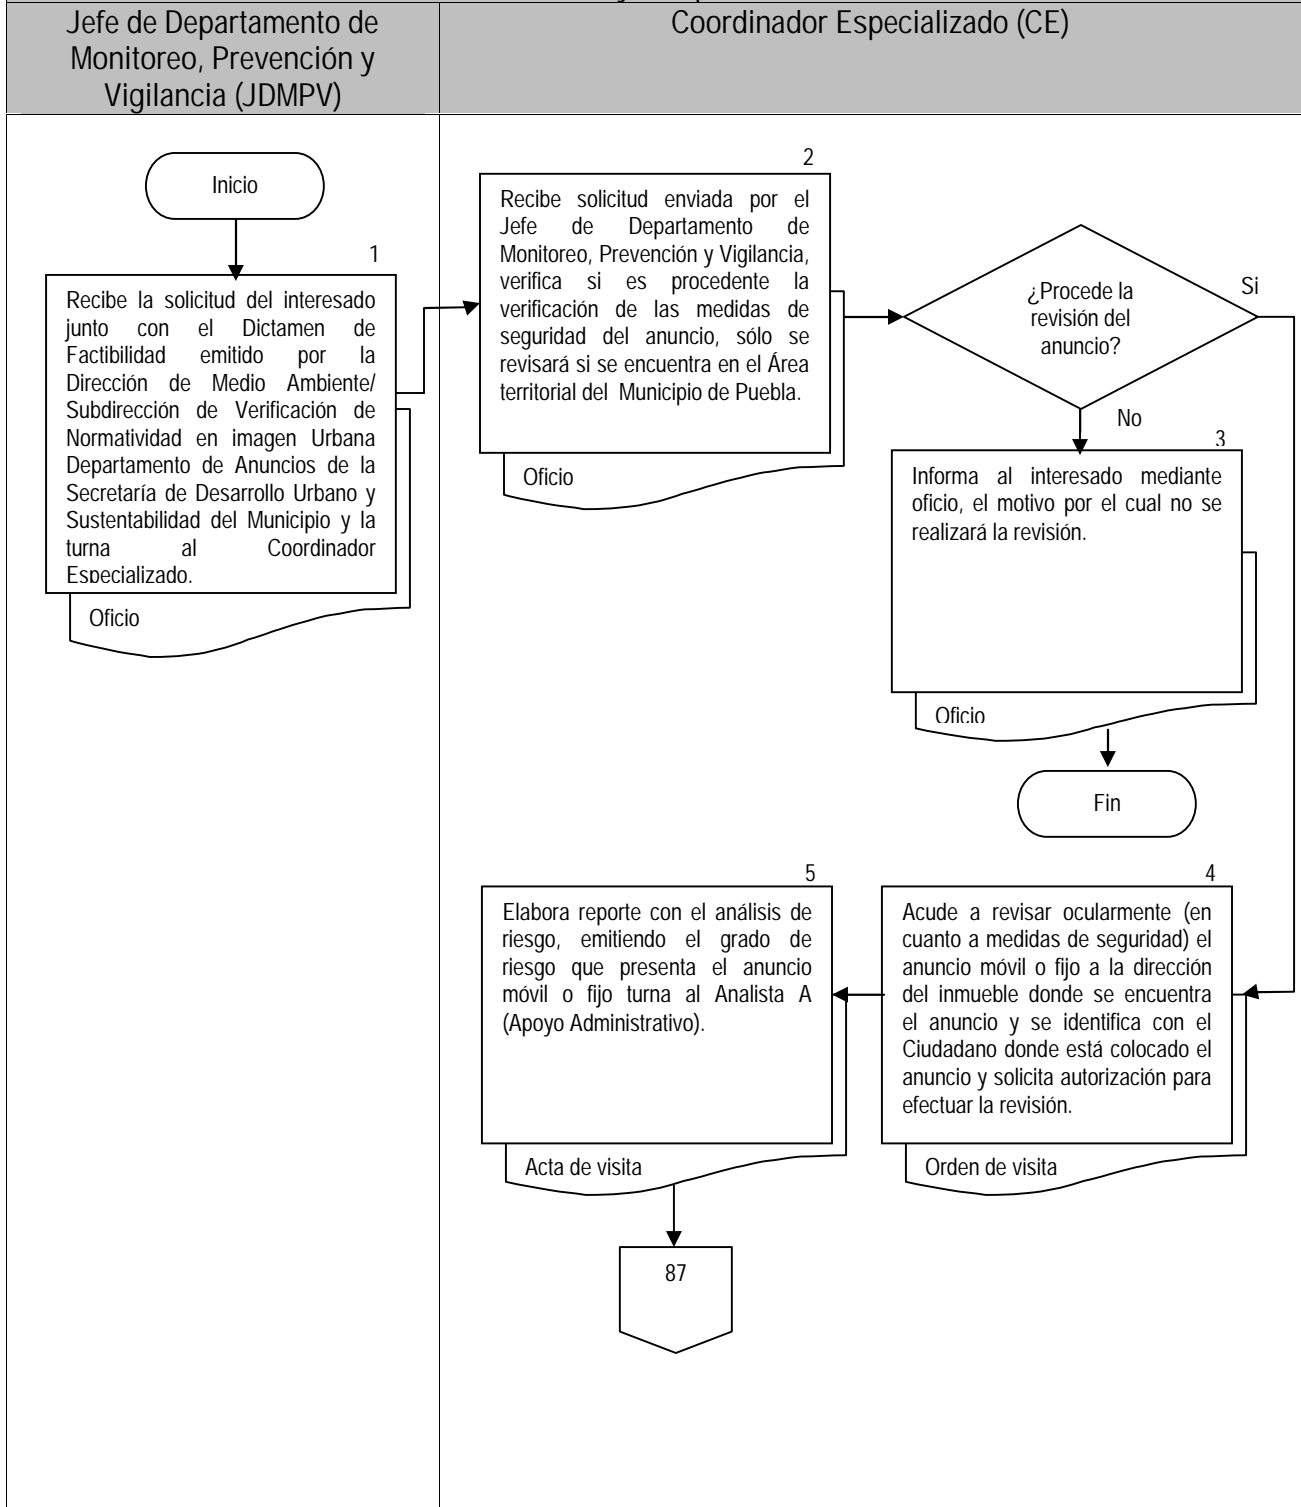 Jefe de Departamento de
Monitoreo, Prevención y
Vigilancia (JDMPV)
Coordinador Especializado (CE)
Inicio
1
Recibe la solicitud del interesado
junto con el Dictamen de
Factibilidad emitido por la
Dirección de Medio Ambiente/
Subdirección de Verificación de
Normatividad en imagen Urbana
Departamento de Anuncios de la
Secretaría de Desarrollo Urbano y
Sustentabilidad del Municipio y la
turna al Coordinador
Especializado.
Oficio
2
Recibe solicitud enviada por el
Jefe de Departamento de
Monitoreo, Prevención y Vigilancia,
verifica si es procedente la
verificación de las medidas de
seguridad del anuncio, sólo se
revisará si se encuentra en el Área
territorial del Municipio de Puebla.
Oficio
¿Procede la
revisión del
anuncio?
Si
No
3
Informa al interesado mediante
oficio, el motivo por el cual no se
realizará la revisión.
Oficio
Fin
4
Acude a revisar ocularmente (en
cuanto a medidas de seguridad) el
anuncio móvil o fijo a la dirección
del inmueble donde se encuentra
el anuncio y se identifica con el
Ciudadano donde está colocado el
anuncio y solicita autorización para
efectuar la revisión.
Orden de visita
5
Elabora reporte con el análisis de
riesgo, emitiendo el grado de
riesgo que presenta el anuncio
móvil o fijo turna al Analista A
(Apoyo Administrativo).
Acta de visita
87